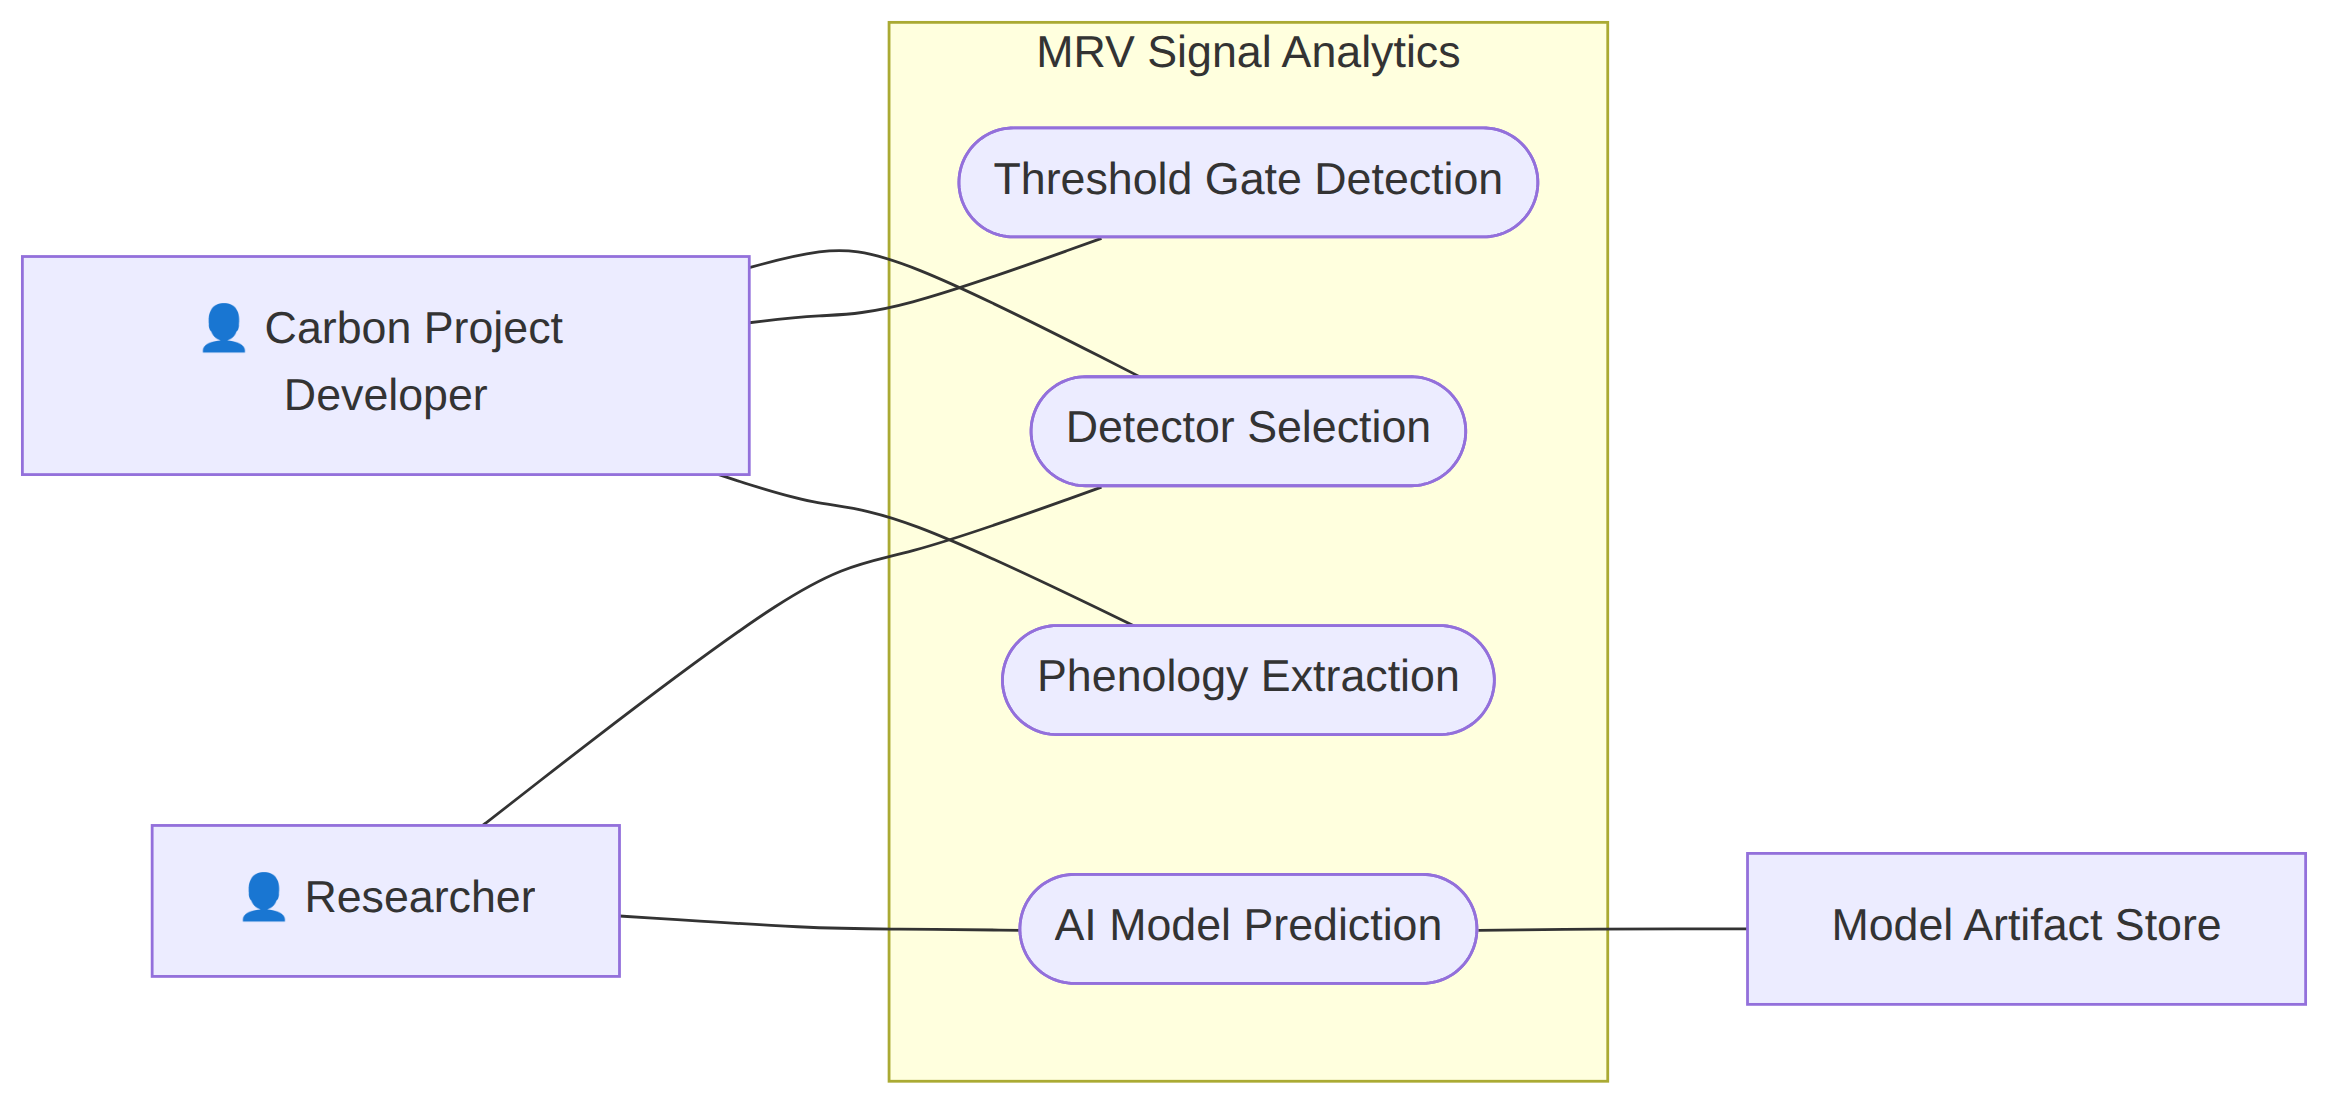 MRV Signal Analytics
Threshold Gate Detection
👤 Carbon Project
Developer
Detector Selection
Phenology Extraction
👤 Researcher
AI Model Prediction
Model Artifact Store